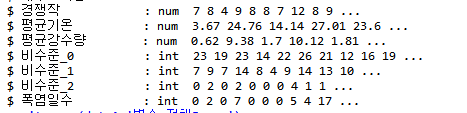 $ 경쟁작 : num 7 8 4 9 8 8 7 12 8 9 ...
$ 평균기온 : num 3.67 24.76 14.14 27.01 23.6 ...
$ 평균강수량 : num 0.62 9.38 1.7 10.12 1.81 ...
$ 비수준_0 : int 23 19 23 14 22 26 21 12 16 19 ...
$ 비수준_1 : int 7 9 7 14 8 4 9 14 13 10 ...
$ 비수준_2 : int 0 2 0 2 0 0 0 4 1 1 ...
$ 폭염일수 : int 0 2 0 7 0 0 0 5 4 17 ...